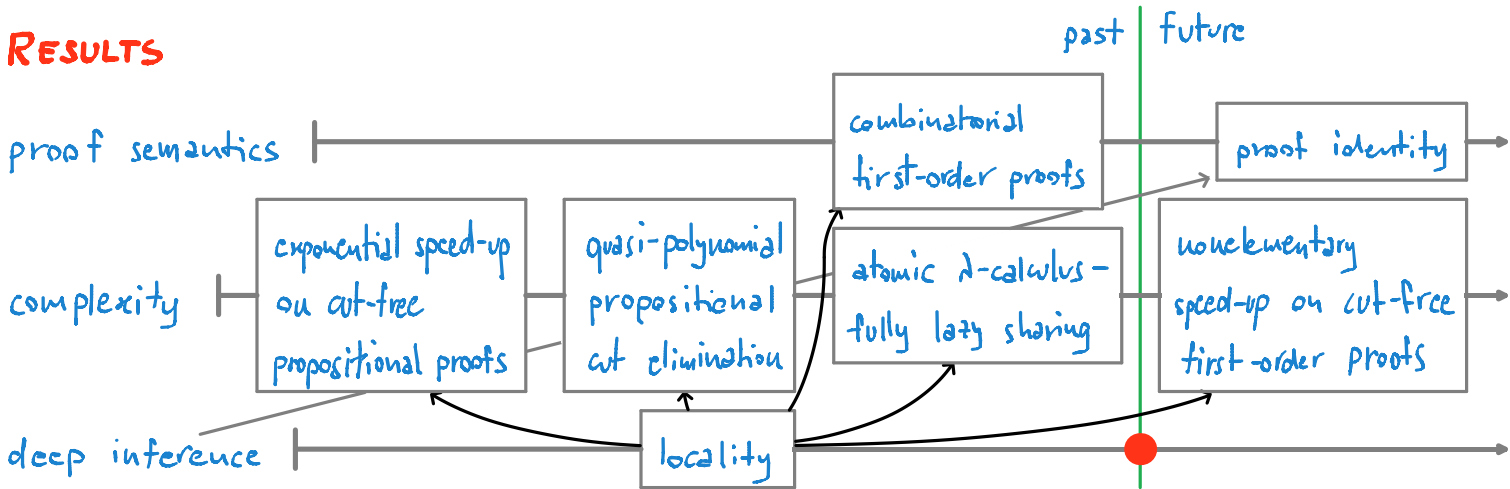 RESULTS
past future
proof semantics
combinatorial
first-order proofs
proof identity
complexity
exponential speed-up
on cut-free
propositional proofs
quasi-polynomial
propositional
cut elimination
atomic λ-calculus –
fully lazy sharing
nonelementary
speed-up on cut-free
first-order proofs
deep inference
locality